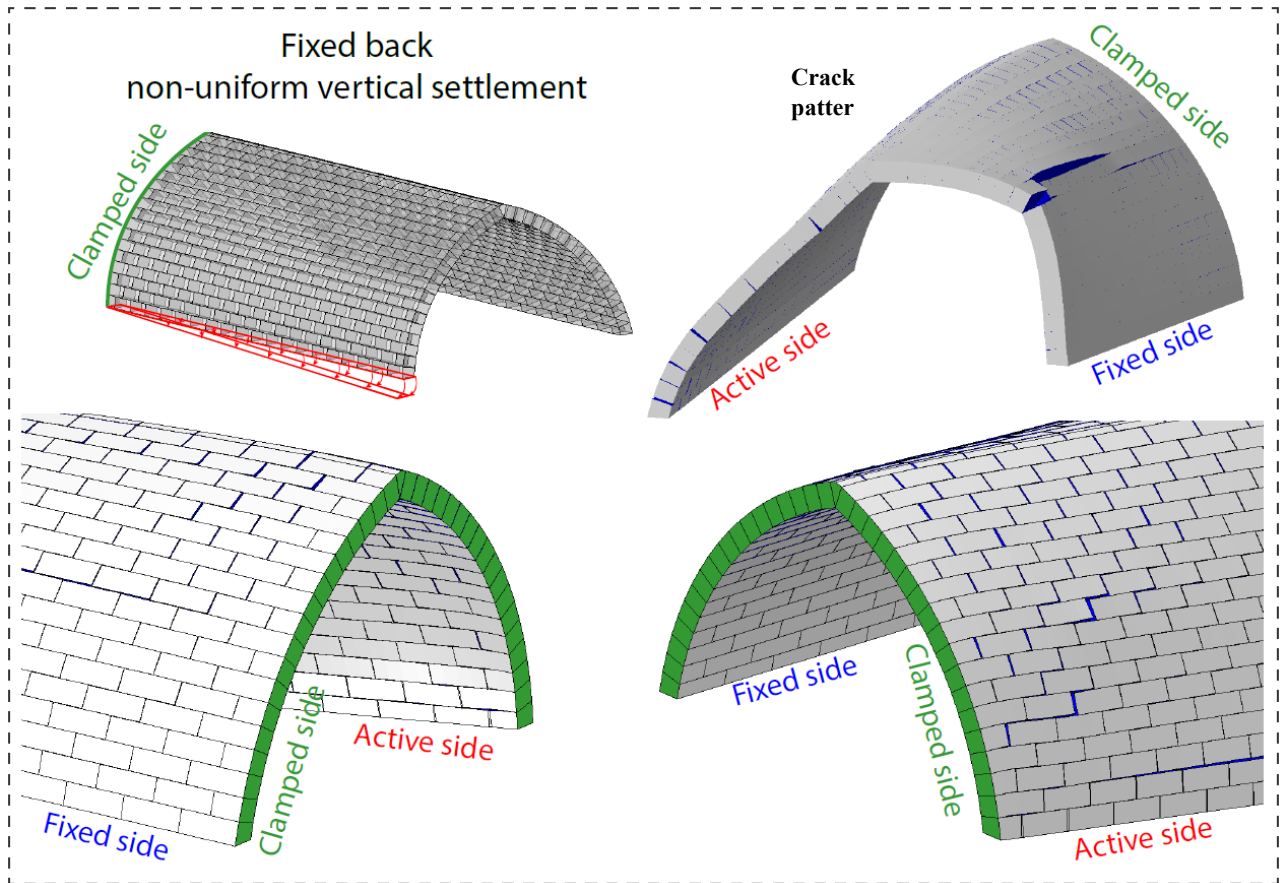 Fixed back
non-uniform vertical settlement
Clamped side
Crack
patter
Clamped side
Active side
Fixed side
Fixed side
Clamped side
Active side
Fixed side
Clamped side
Active side